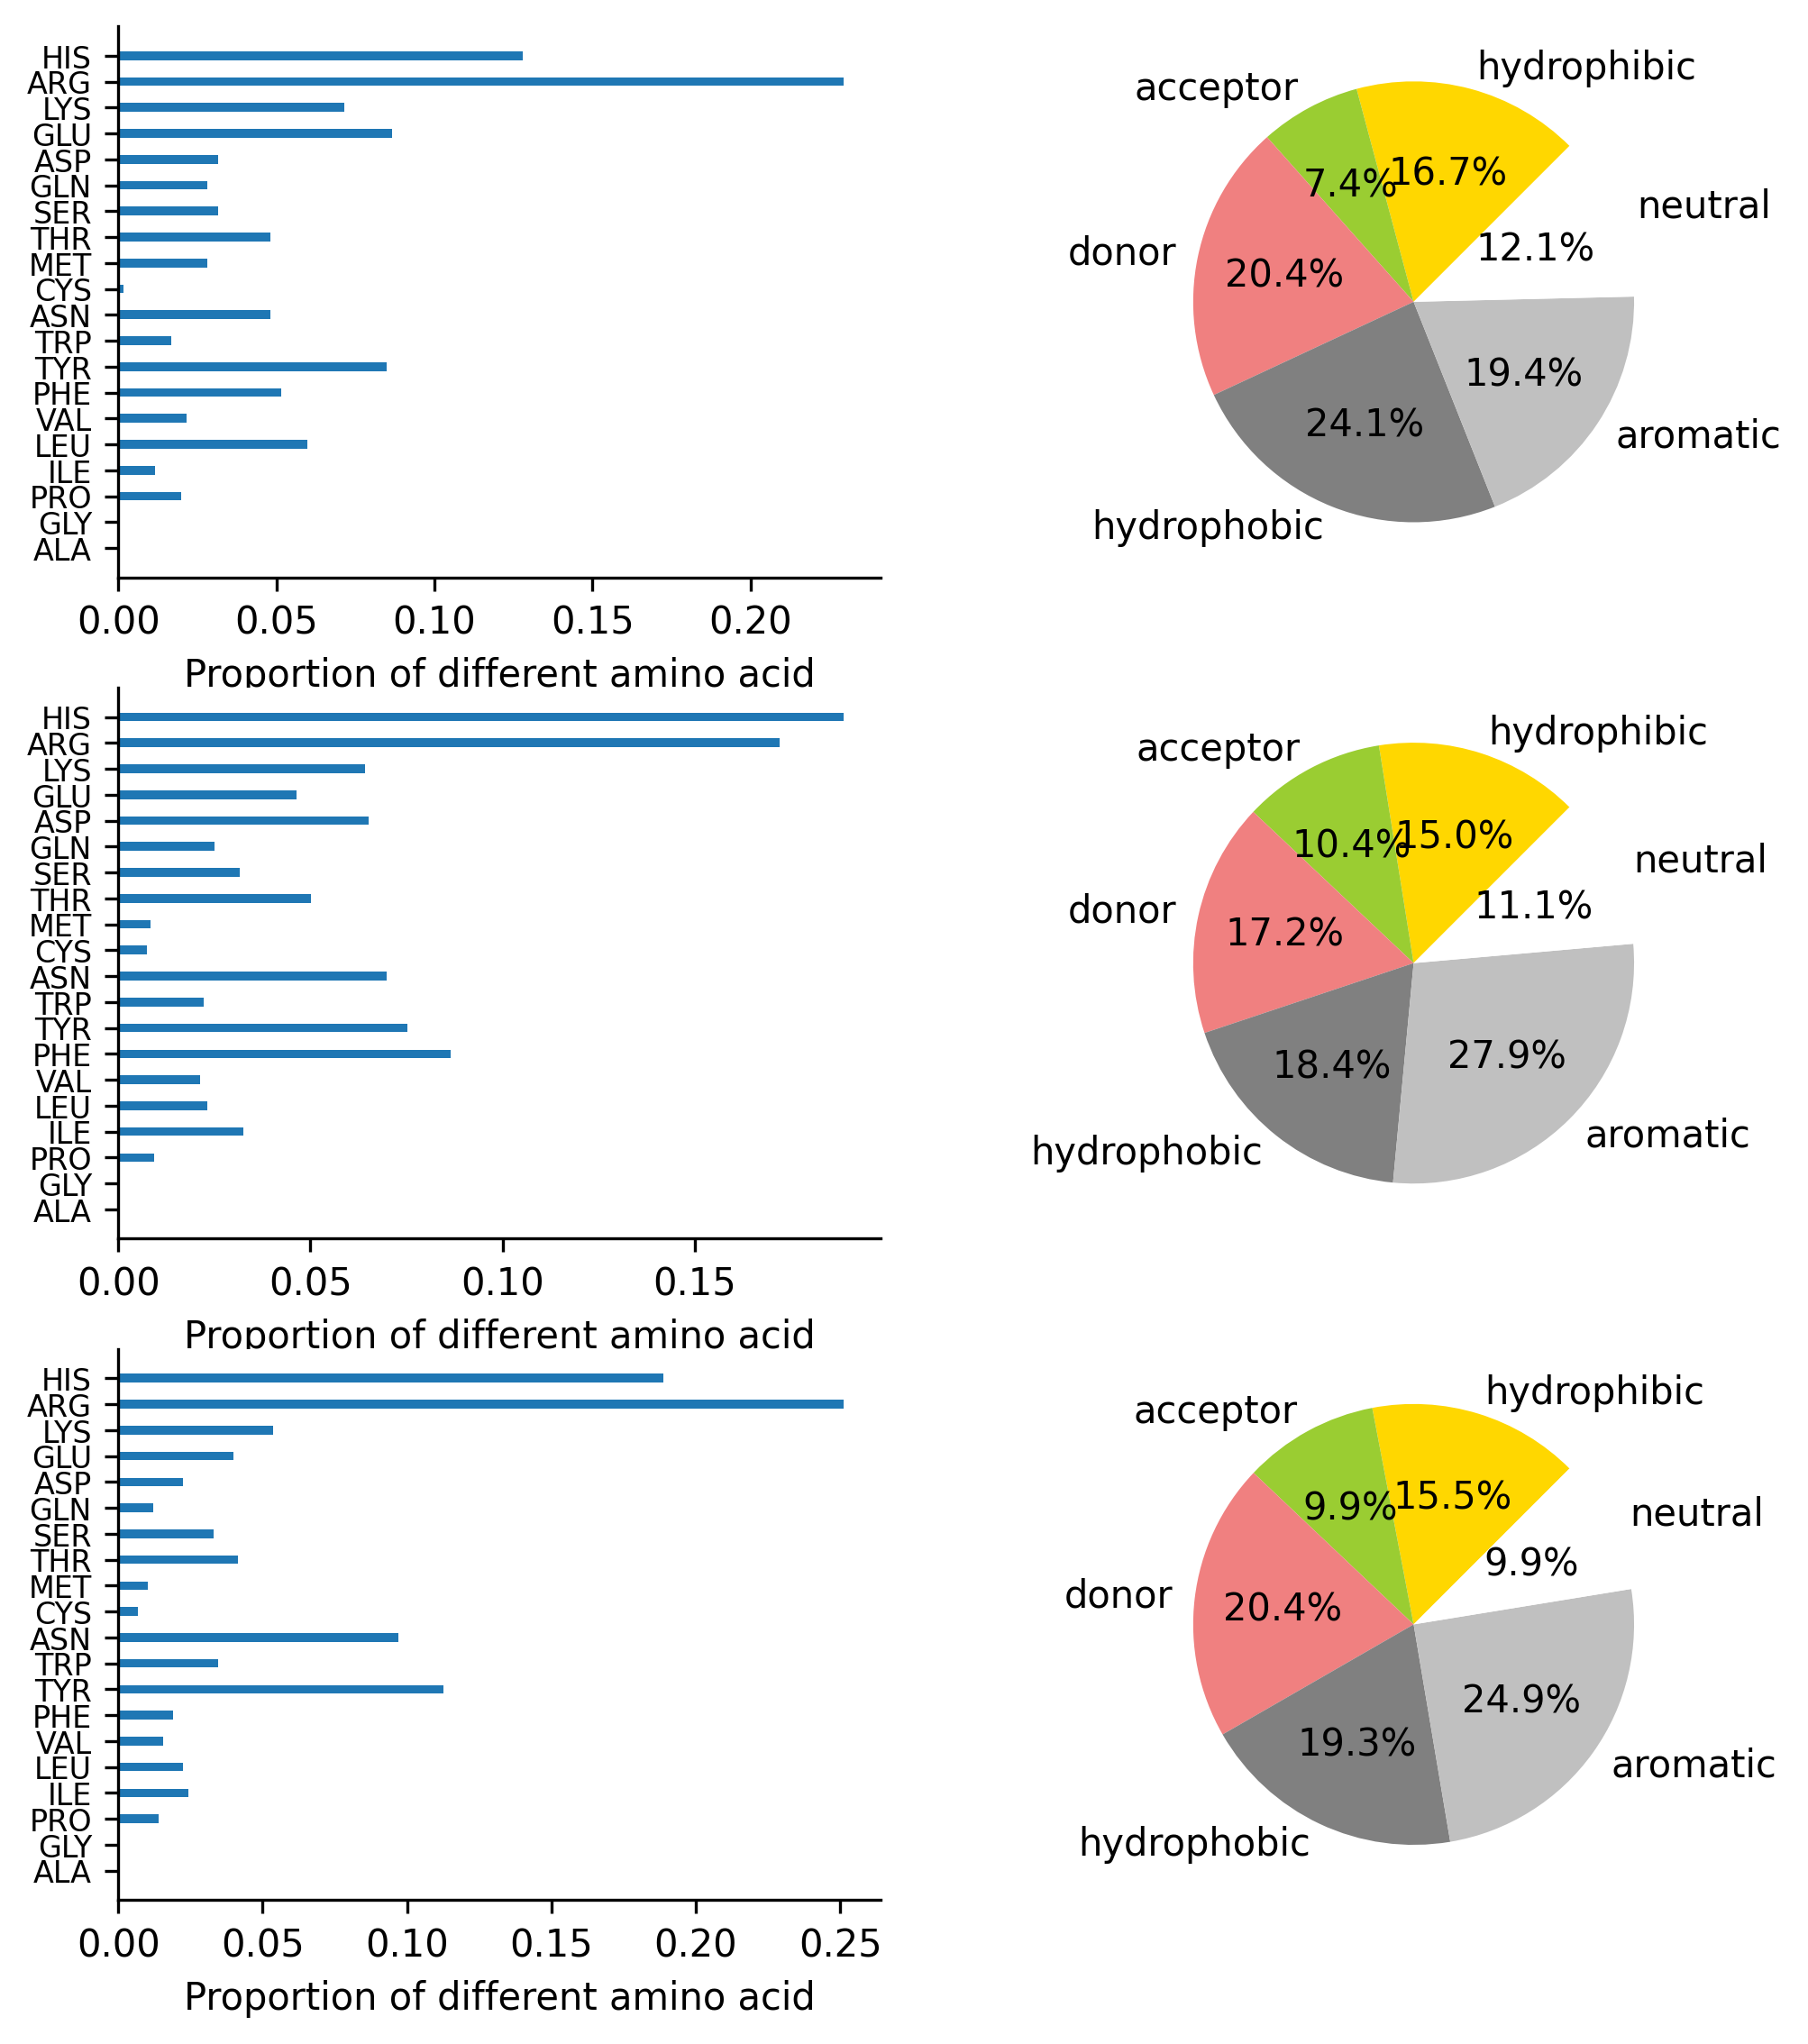 HIS
ARG
LYS
GLU
ASP
GLN
SER
THR
MET
CYS
ASN
TRP
TYR
PHE
VAL
LEU
ILE
PRO
GLY
ALA
0.00 0.05 0.10 0.15 0.20
Proportion of different amino acid
hydrophibic
acceptor
16.7%
7.4%
neutral
12.1%
donor
20.4%
19.4%
24.1%
aromatic
hydrophobic
HIS
ARG
LYS
GLU
ASP
GLN
SER
THR
MET
CYS
ASN
TRP
TYR
PHE
VAL
LEU
ILE
PRO
GLY
ALA
0.00 0.05 0.10 0.15
Proportion of different amino acid
hydrophibic
acceptor
15.0%
10.4%
neutral
11.1%
donor
17.2%
18.4%
27.9%
aromatic
hydrophobic
HIS
ARG
LYS
GLU
ASP
GLN
SER
THR
MET
CYS
ASN
TRP
TYR
PHE
VAL
LEU
ILE
PRO
GLY
ALA
0.00 0.05 0.10 0.15 0.20 0.25
Proportion of different amino acid
hydrophibic
acceptor
15.5%
9.9%
neutral
9.9%
donor
20.4%
24.9%
19.3%
aromatic
hydrophobic